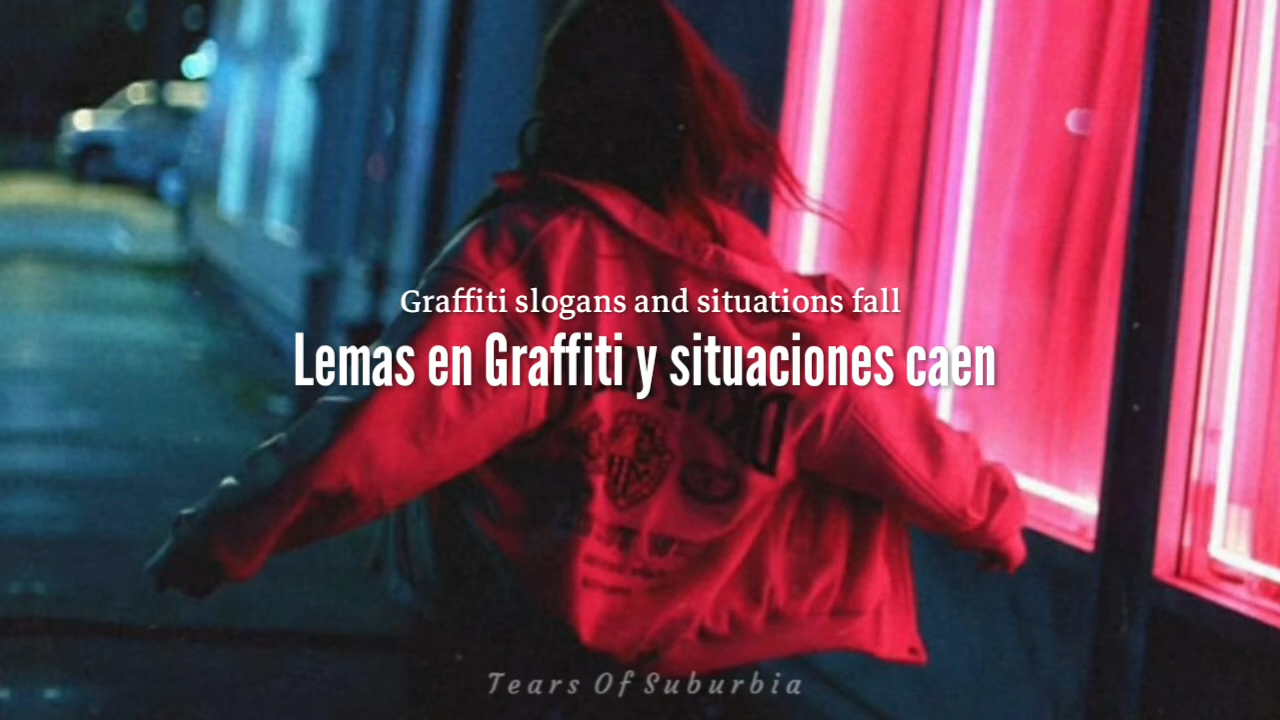 Graffiti slogans and situations fall
Lemas en Graffiti y situaciones caen
Tears Of Suburbia